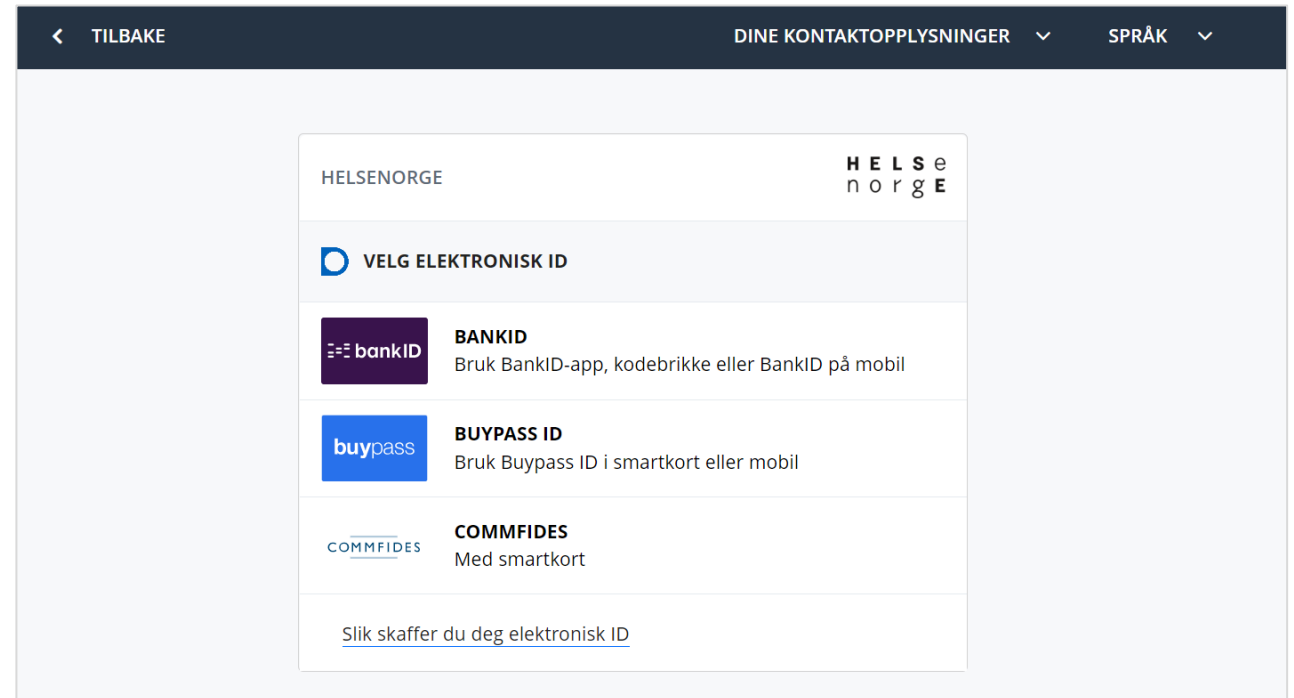 TILBAKE
DINE KONTAKTOPPLYSNINGER
SPRÅK
HELSENORGE
HELSe
norgE
VELG ELEKTRONISK ID
bankID
BANKID
Bruk BankID-app, kodebrikke eller BankID på mobil
buypass
BUYPASS ID
Bruk Buypass ID i smartkort eller mobil
COMMFIDES
COMMFIDES
Med smartkort
Slik skaffer du deg elektronisk ID